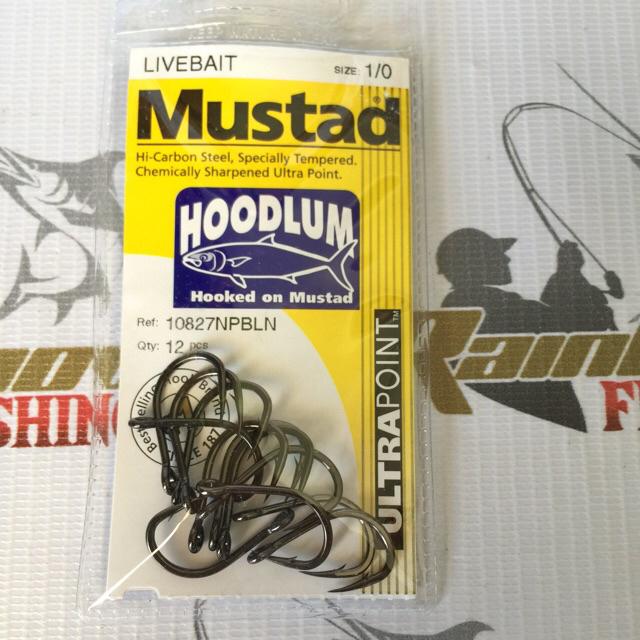 LIVEBAIT
SIZE: 1/0
Mustad
Hi-Carbon Steel, Specially Tempered.
Chemically Sharpened Ultra Point.
HOODLUM
Hooked on Mustad
Ref: 10827NPBLN
Qty: 12 pcs
ULTRAPOINT™